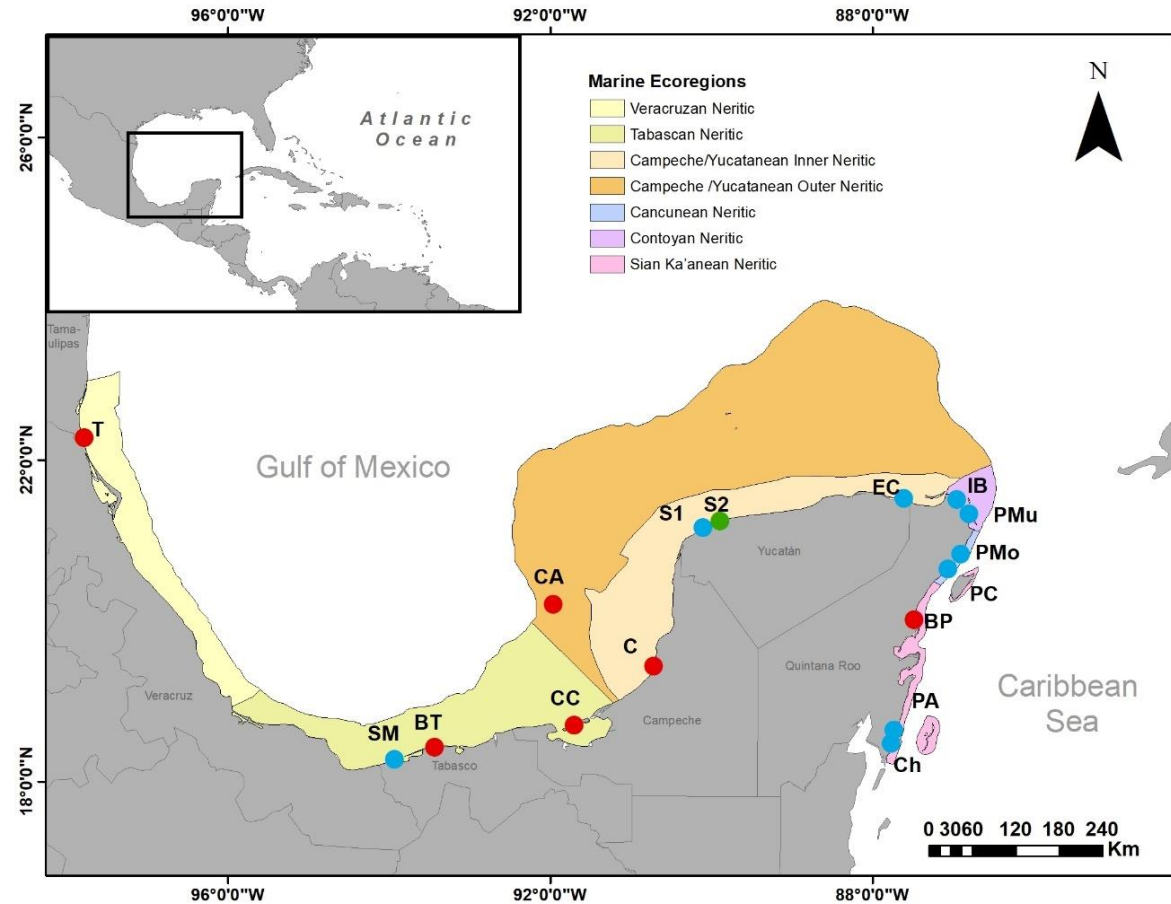 96°0'0"W 92°0'0"W 88°0'0"W
26°0'0"N
22°0'0"N
18°0'0"N
Atlantic
Ocean
Marine Ecoregions
Veracruzan Neritic
Tabascan Neritic
Campeche/Yucatanean Inner Neritic
Campeche /Yucatanean Outer Neritic
Cancunean Neritic
Contoyan Neritic
Sian Ka'anean Neritic
N
Tama-
ulipas
T
Gulf of Mexico
EC
IB
S1
S2
PMu
Yucatán
PMo
CA
PC
BP
C
Quintana Roo
Caribbean
Sea
Veracruz
CC
Campeche
PA
BT
SM
Tabasco
Ch
0 3060 120 180 240
Km
96°0'0"W 92°0'0"W 88°0'0"W